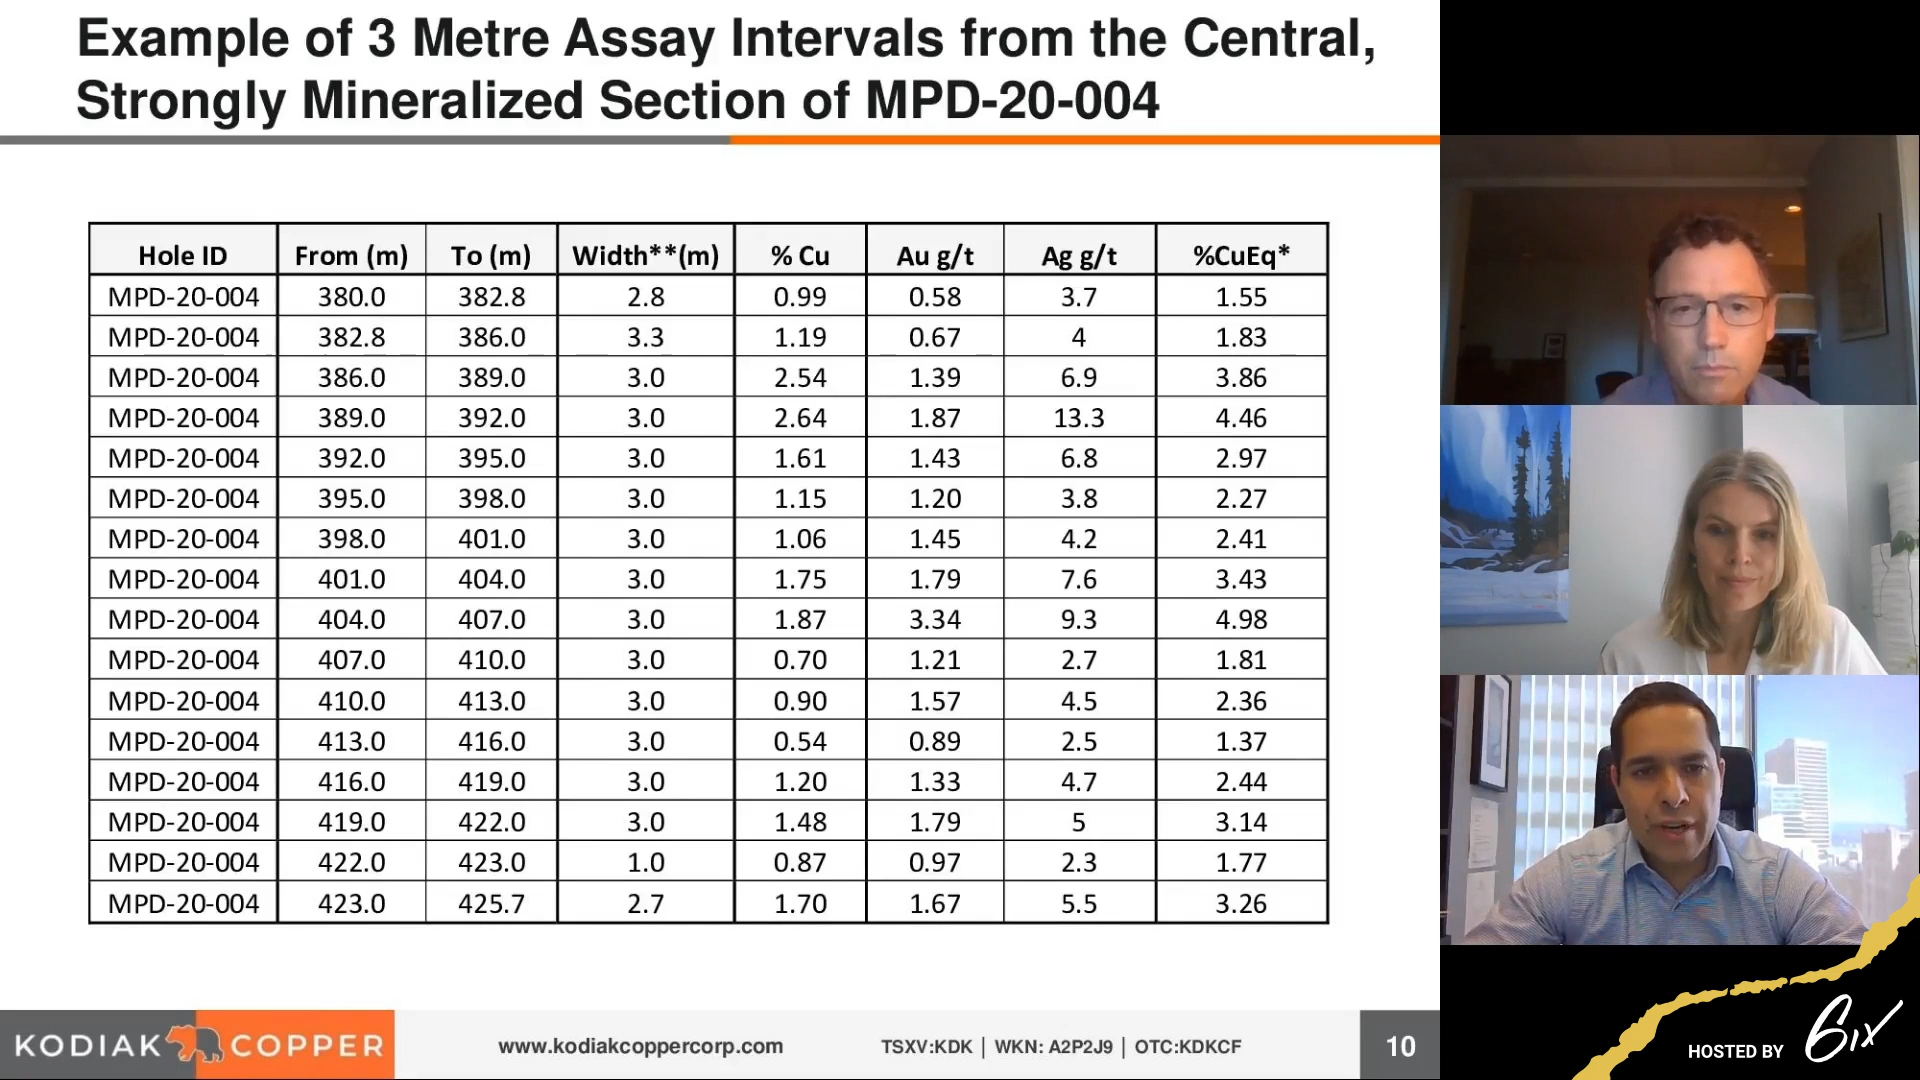 Example of 3 Metre Assay Intervals from the Central,
Strongly Mineralized Section of MPD-20-004
Hole ID From (m) To (m) Width**(m) % Cu Au g/t Ag g/t %CuEq*
MPD-20-004 380.0 382.8 2.8 0.99 0.58 3.7 1.55
MPD-20-004 382.8 386.0 3.3 1.19 0.67 4 1.83
MPD-20-004 386.0 389.0 3.0 2.54 1.39 6.9 3.86
MPD-20-004 389.0 392.0 3.0 2.64 1.87 13.3 4.46
MPD-20-004 392.0 395.0 3.0 1.61 1.43 6.8 2.97
MPD-20-004 395.0 398.0 3.0 1.15 1.20 3.8 2.27
MPD-20-004 398.0 401.0 3.0 1.06 1.45 4.2 2.41
MPD-20-004 401.0 404.0 3.0 1.75 1.79 7.6 3.43
MPD-20-004 404.0 407.0 3.0 1.87 3.34 9.3 4.98
MPD-20-004 407.0 410.0 3.0 0.70 1.21 2.7 1.81
MPD-20-004 410.0 413.0 3.0 0.90 1.57 4.5 2.36
MPD-20-004 413.0 416.0 3.0 0.54 0.89 2.5 1.37
MPD-20-004 416.0 419.0 3.0 1.20 1.33 4.7 2.44
MPD-20-004 419.0 422.0 3.0 1.48 1.79 5 3.14
MPD-20-004 422.0 423.0 1.0 0.87 0.97 2.3 1.77
MPD-20-004 423.0 425.7 2.7 1.70 1.67 5.5 3.26
KODIAK COPPER
www.kodiakcoppercorp.com
TSXV:KDK | WKN: A2P2J9 | OTC:KDKCF
10
HOSTED BY 6ix